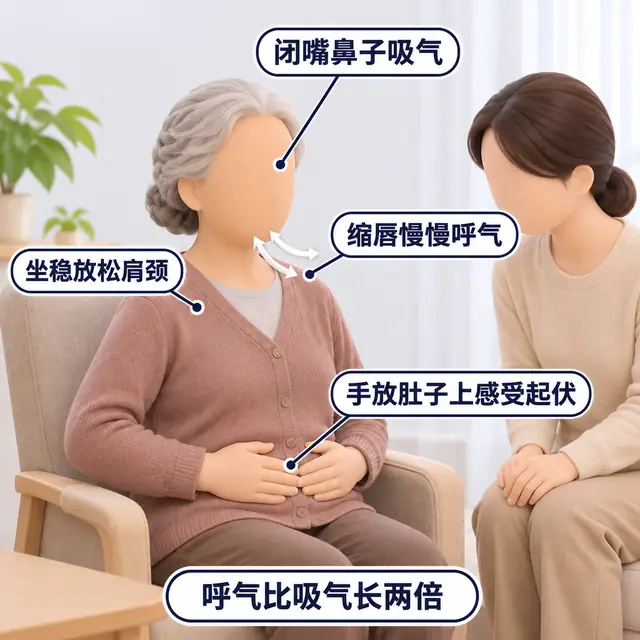 闭嘴鼻子吸气
缩唇慢慢呼气
坐稳放松肩颈
手放肚子上感受起伏
呼气比吸气长两倍